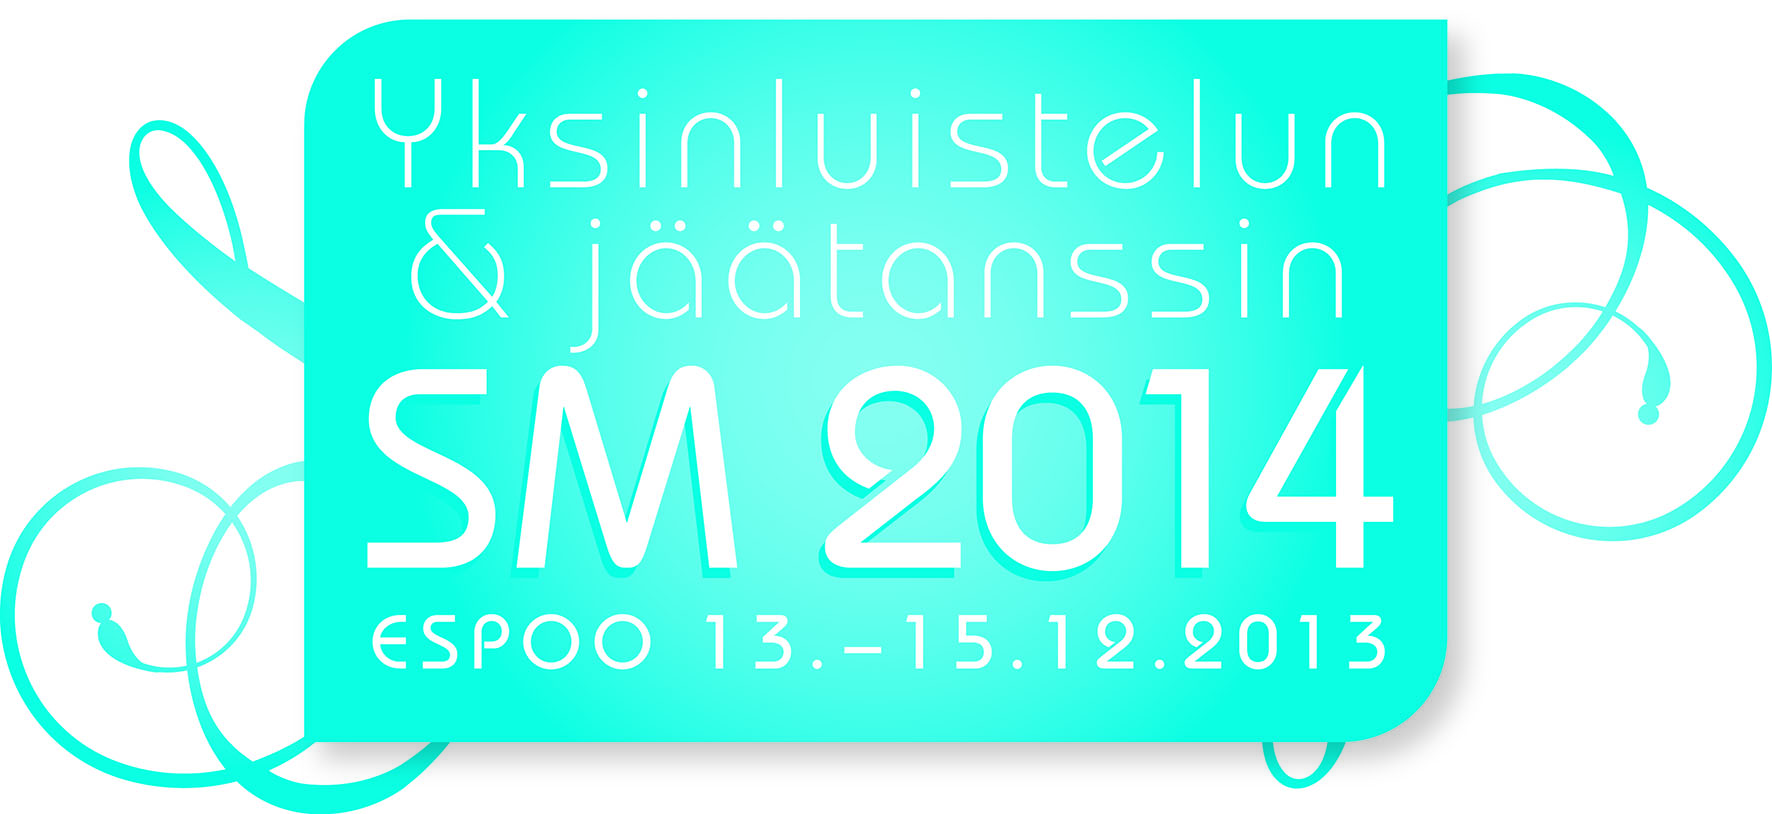 Yksinluistelun
& jäätanssin
SM 2014
ESPOO 13.–15.12.2013